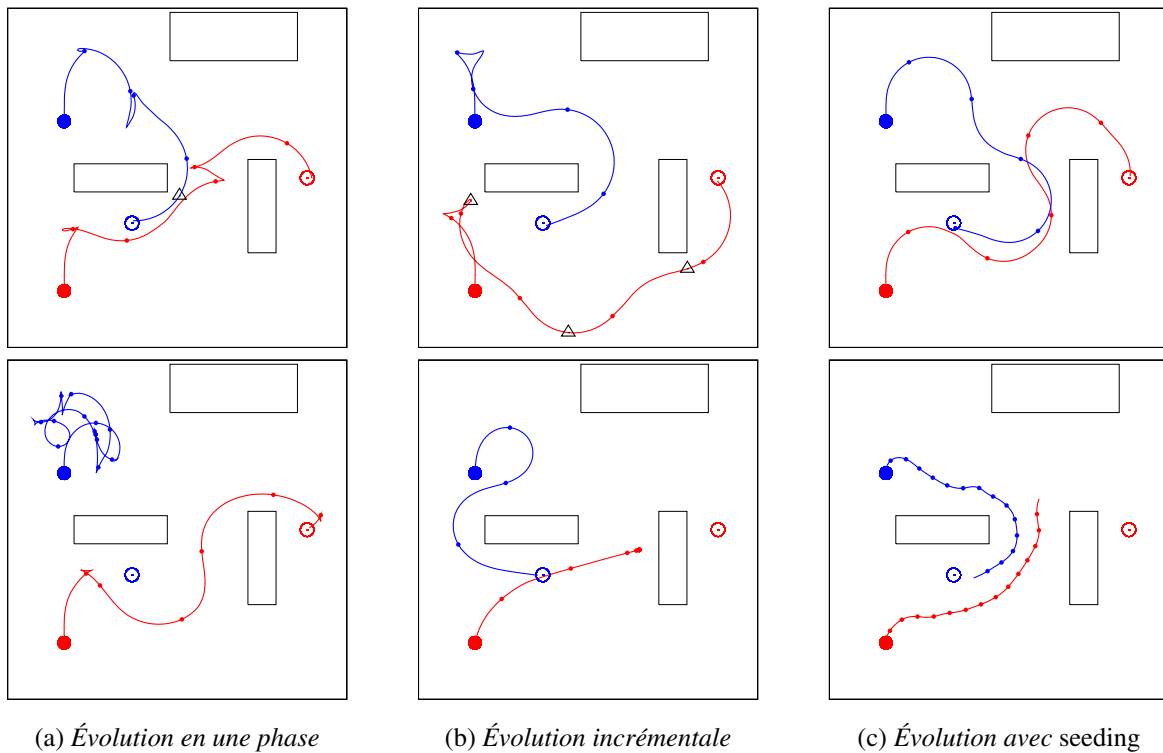 (a) Évolution en une phase
(b) Évolution incrémentale
(c) Évolution avec seeding